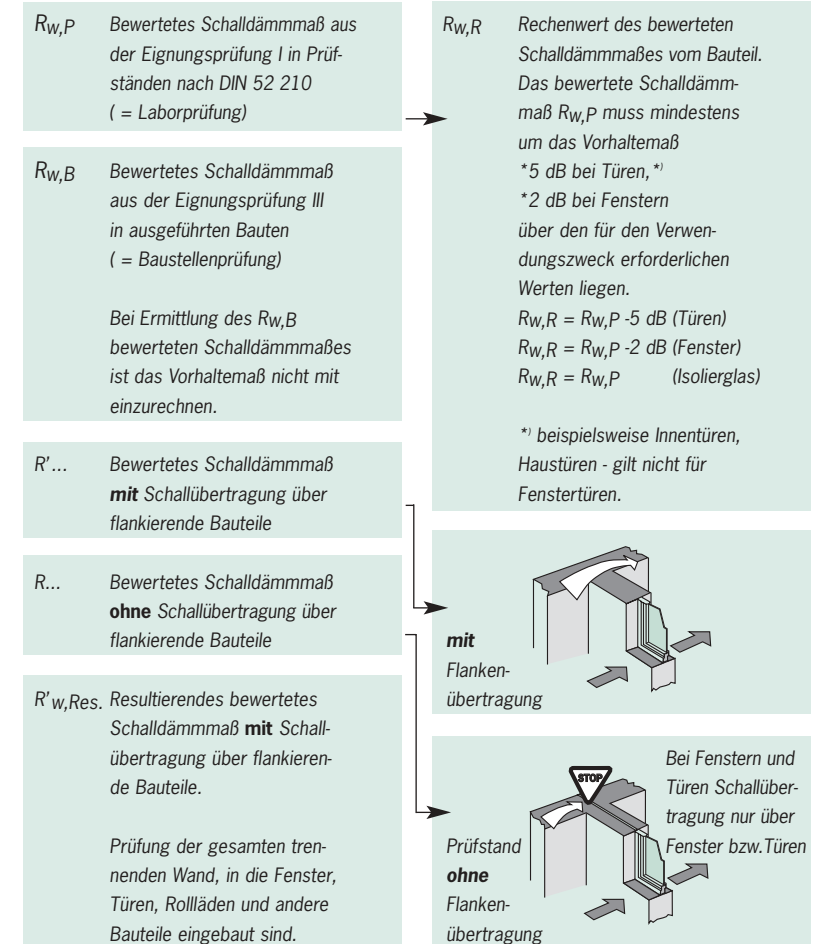 Rw,P Bewertetes Schalldämmmaß aus
der Eignungsprüfung I in Prüf-
ständen nach DIN 52 210
( = Laborprüfung)
Rw,B Bewertetes Schalldämmmaß
aus der Eignungsprüfung III
in ausgeführten Bauten
( = Baustellenprüfung)
Bei Ermittlung des Rw,B
bewerteten Schalldämmmaßes
ist das Vorhaltemaß nicht mit
einzurechnen.
R’... Bewertetes Schalldämmmaß
mit Schallübertragung über
flankierende Bauteile
R... Bewertetes Schalldämmmaß
ohne Schallübertragung über
flankierende Bauteile
R’w,Res. Resultierendes bewertetes
Schalldämmmaß mit Schall-
übertragung über flankieren-
de Bauteile.
Prüfung der gesamten tren-
nenden Wand, in die Fenster,
Türen, Rollläden und andere
Bauteile eingebaut sind.
Rw,R Rechenwert des bewerteten
Schalldämmmaßes vom Bauteil.
Das bewertete Schalldämm-
maß Rw,P muss mindestens
um das Vorhaltemaß
*5 dB bei Türen,*)
*2 dB bei Fenstern
über den für den Verwen-
dungszweck erforderlichen
Werten liegen.
Rw,R = Rw,P -5 dB (Türen)
Rw,R = Rw,P -2 dB (Fenster)
Rw,R = Rw,P (Isolierglas)
*) beispielsweise Innentüren,
Haustüren - gilt nicht für
Fenstertüren.
mit
Flanken-
übertragung
Bei Fenstern und
Türen Schallüber-
tragung nur über
Fenster bzw.Türen
STOP
Prüfstand
ohne
Flanken-
übertragung